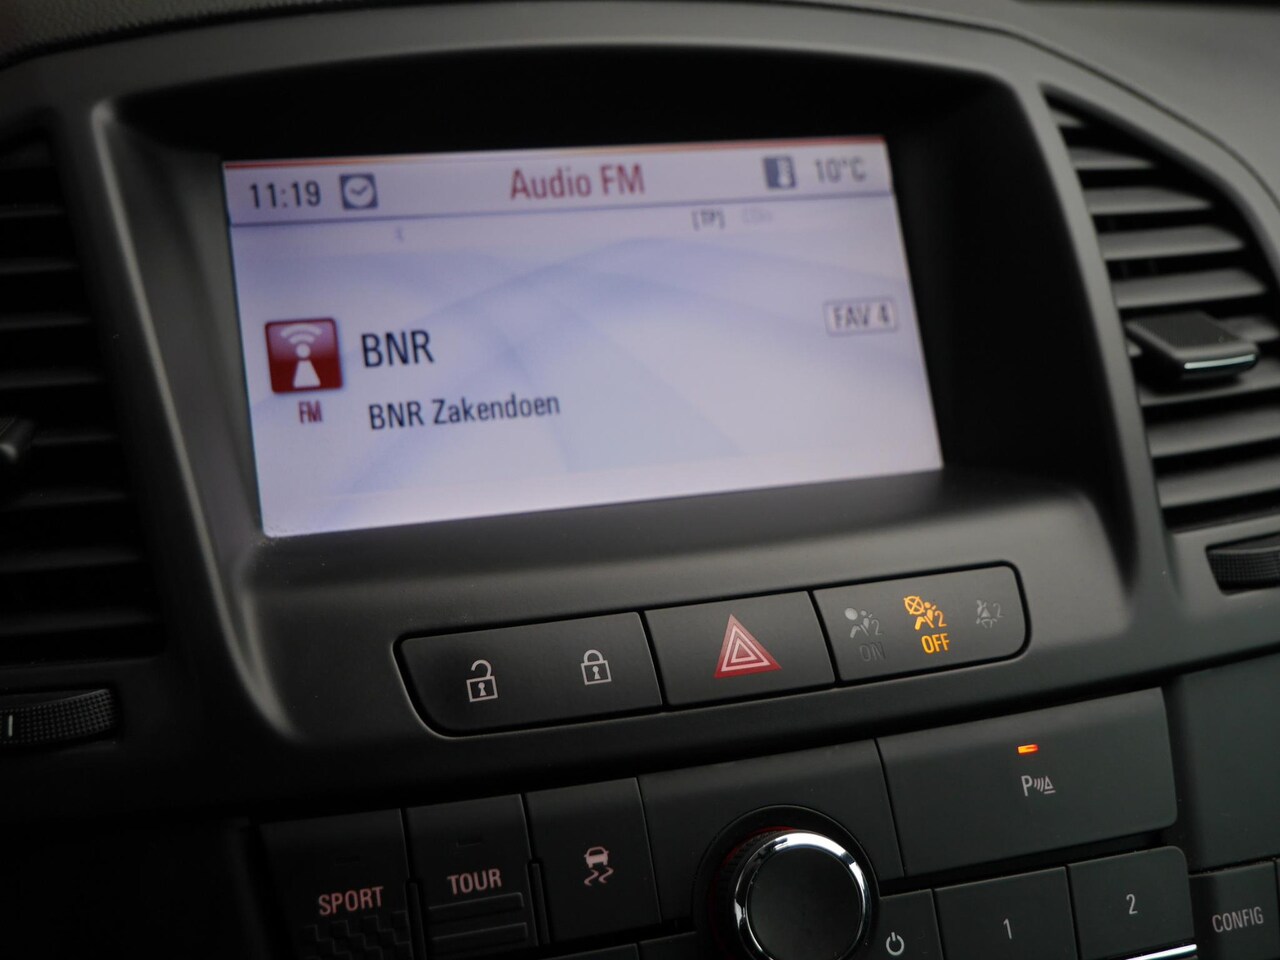 11:19 Audio FM 10°C
[TP]
BNR FAV 4
FM BNR Zakendoen
2 ON 2 OFF 2
P
SPORT TOUR
1 2 CONFIG